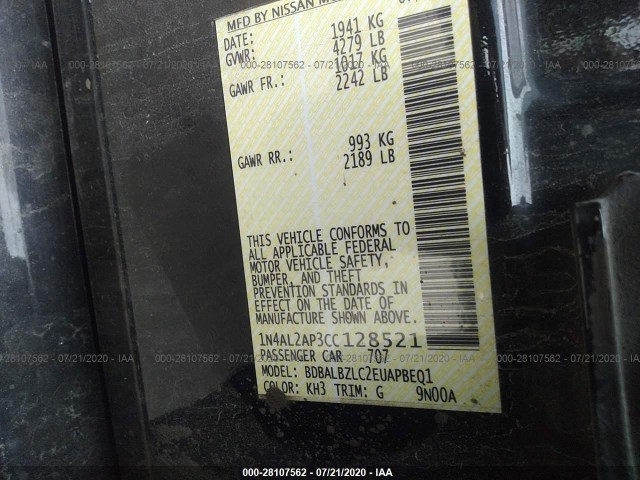 MFD BY NISSAN
DATE: 1941 KG
GVWR: 4279 LB
1017 KG
GAWR FR.: 2242 LB
993 KG
GAWR RR.: 2189 LB
THIS VEHICLE CONFORMS TO
ALL APPLICABLE FEDERAL
MOTOR VEHICLE SAFETY,
BUMPER, AND THEFT
PREVENTION STANDARDS IN
EFFECT ON THE DATE OF
MANUFACTURE SHOWN ABOVE.
1N4AL2AP3CC128521
PASSENGER CAR 707
MODEL: BDBALBZLC2EUAPBEQ1
COLOR: KH3 TRIM: G 9N00A
000-28107562 - 07/21/2020 - IAA